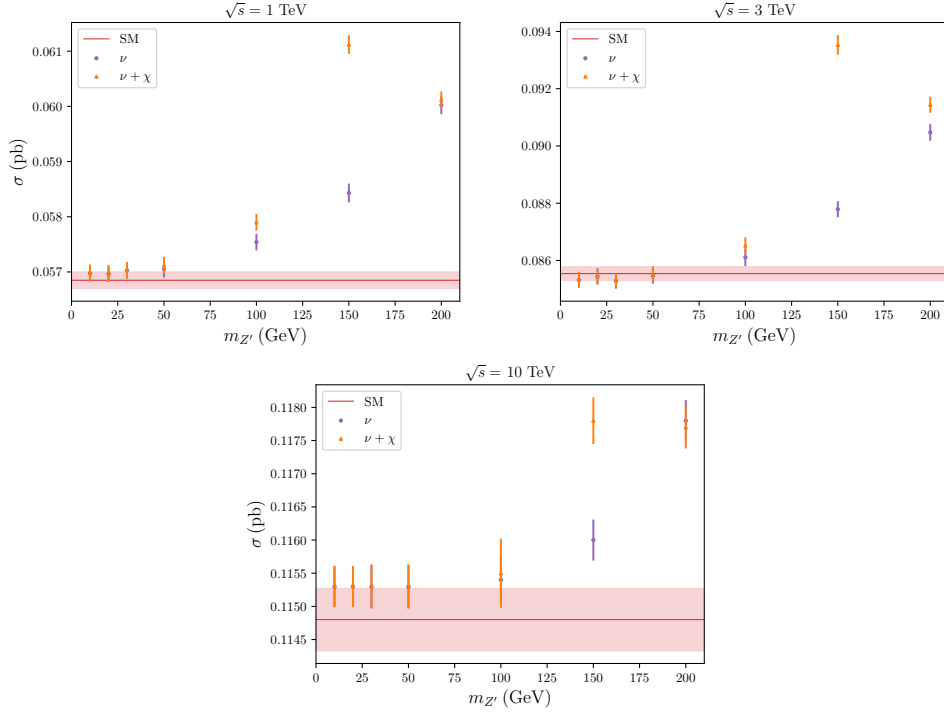 √s = 1 TeV
SM
ν
ν + χ
0.061
0.060
0.059
0.058
0.057
σ (pb)
0 25 50 75 100 125 150 175 200
m_Z′ (GeV)
√s = 3 TeV
SM
ν
ν + χ
0.094
0.092
0.090
0.088
0.086
0 25 50 75 100 125 150 175 200
m_Z′ (GeV)
√s = 10 TeV
SM
ν
ν + χ
0.1180
0.1175
0.1170
0.1165
0.1160
0.1155
0.1150
0.1145
σ (pb)
0 25 50 75 100 125 150 175 200
m_Z′ (GeV)